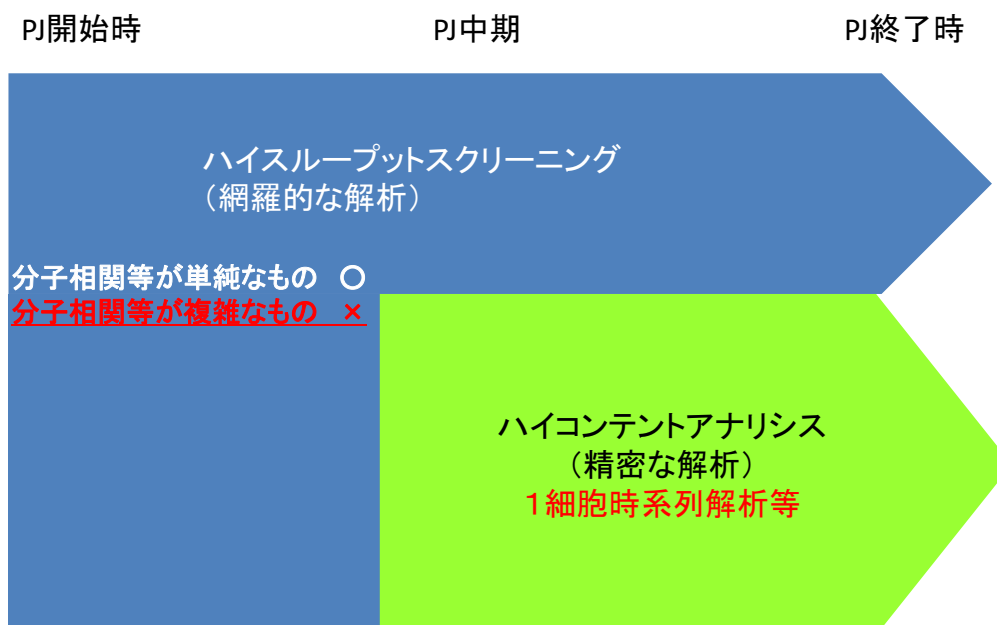 PJ開始時
PJ中期
PJ終了時
ハイスループットスクリーニング
（網羅的な解析）
分子相関等が単純なもの　○
分子相関等が複雑なもの　×
ハイコンテントアナリシス
（精密な解析）
１細胞時系列解析等